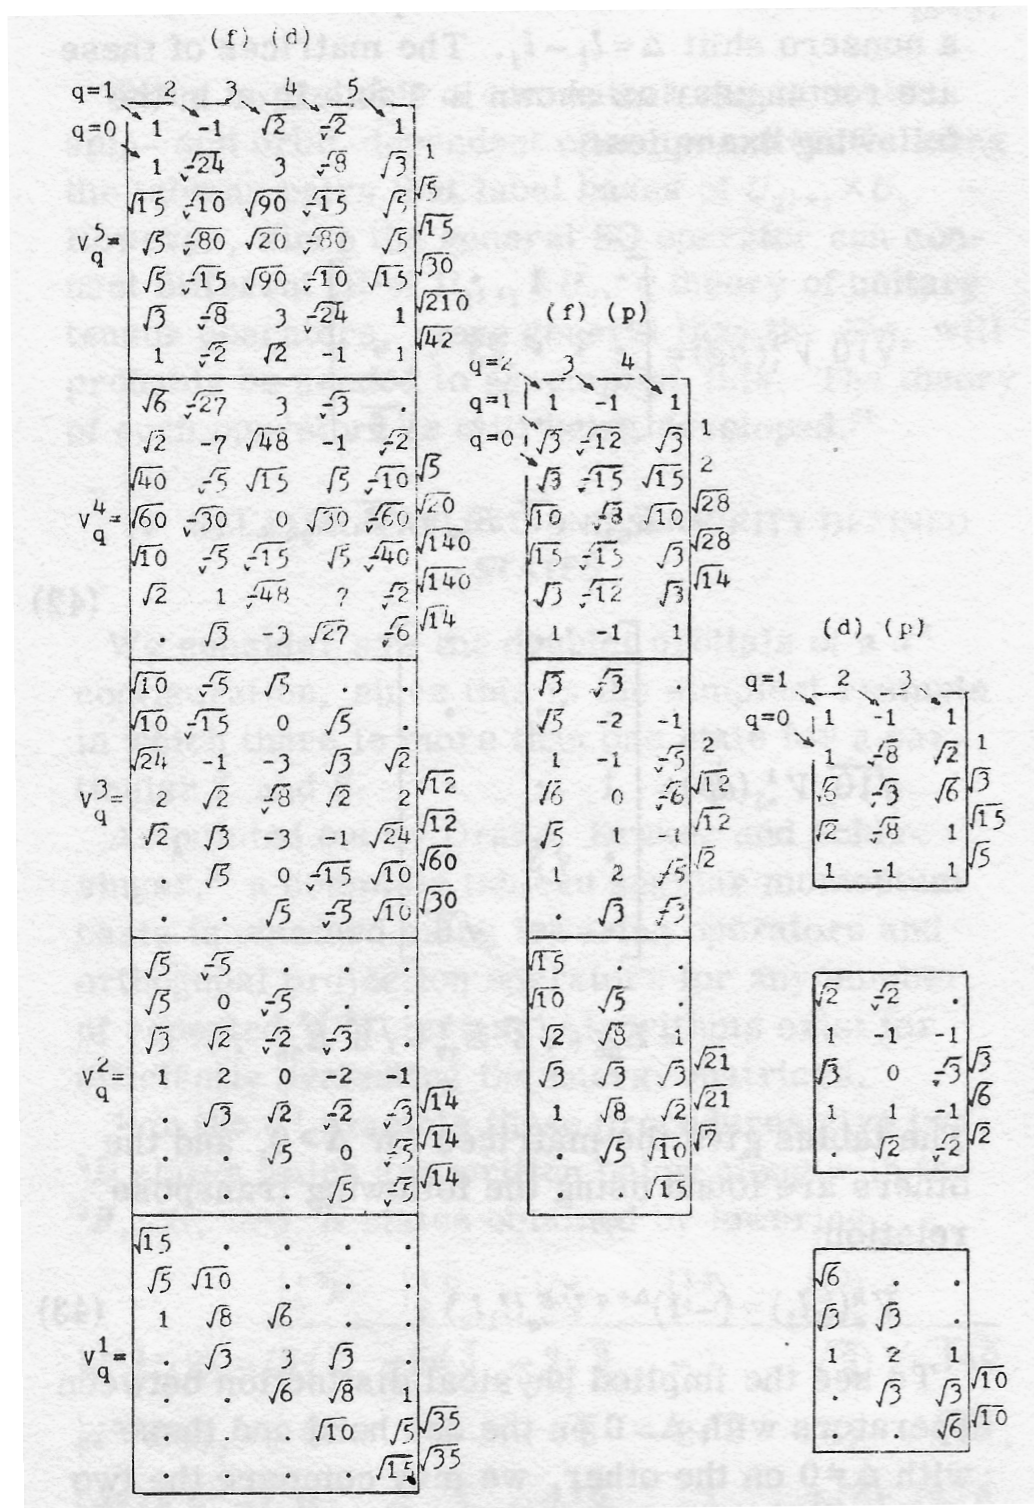 (f) (d)
q=1 2 3 4 5
q=0 1 -1 √2 -√2 1
1 -√24 3 -√8 √3 1
√15 -√10 √90 -√15 √5 √5
V⁵q= √5 -√80 √20 -√80 √5 √15
√5 -√15 √90 -√10 √15 √30
√3 -√8 3 -√24 1 √210
1 -√2 √2 -1 1 √42
√6 -√27 3 -√3 .
√2 -7 √48 -1 -√2
√40 -√5 √15 √5 -√10 √5
V⁴q= √60 -√30 0 √30 -√60 √20
√10 -√5 -√15 √5 -√40 √140
√2 1 -√48 7 -√2 √140
. √3 -3 √27 -√6 √14
√10 -√5 √5 . .
√10 -√15 0 √5 .
√24 -1 -3 √3 √2
V³q= 2 √2 -√8 √2 2 √12
√2 √3 -3 -1 √24 √12
. √5 0 -√15 √10 √60
. . √5 -√5 √10 √30
√5 -√5 . . .
√5 0 -√5 . .
√3 √2 -√2 -√3 .
V²q= 1 2 0 -2 -1
. √3 √2 -√2 -√3 √14
. . √5 0 -√5 √14
. . . √5 -√5 √14
√15 . . . .
√5 √10 . . .
1 √8 √6 . .
V¹q= . √3 3 √3 .
. . √6 √8 1
. . . √10 √5 √35
. . . . √15 √35
(f) (p)
q=2 3 4
q=1 1 -1 1
q=0 √3 -√12 √3 1
√3 -√15 √15 2
√10 -√8 √10 √28
√15 -√15 √3 √28
√3 -√12 √3 √14
1 -1 1
√3 -√3 .
√5 -2 -1
1 -1 -√5 2
√6 0 -√6 √12
√5 1 -1 √12
1 2 -√5 √2
. √3 -√3
√15 . .
√10 √5 .
√2 √8 1
√3 √3 √3 √21
1 √8 √2 √21
. √5 √10 √7
. . √15
(d) (p)
q=1 2 3
q=0 1 -1 1
1 -√8 √2 1
√6 -√3 √6 √3
√2 -√8 1 √15
1 -1 1 √5
√2 -√2 .
1 -1 -1
√3 0 -√3 √3
1 1 -1 √6
. √2 -√2 √2
√6 . .
√3 √3 .
1 2 1
. √3 √3 √10
. . √6 √10